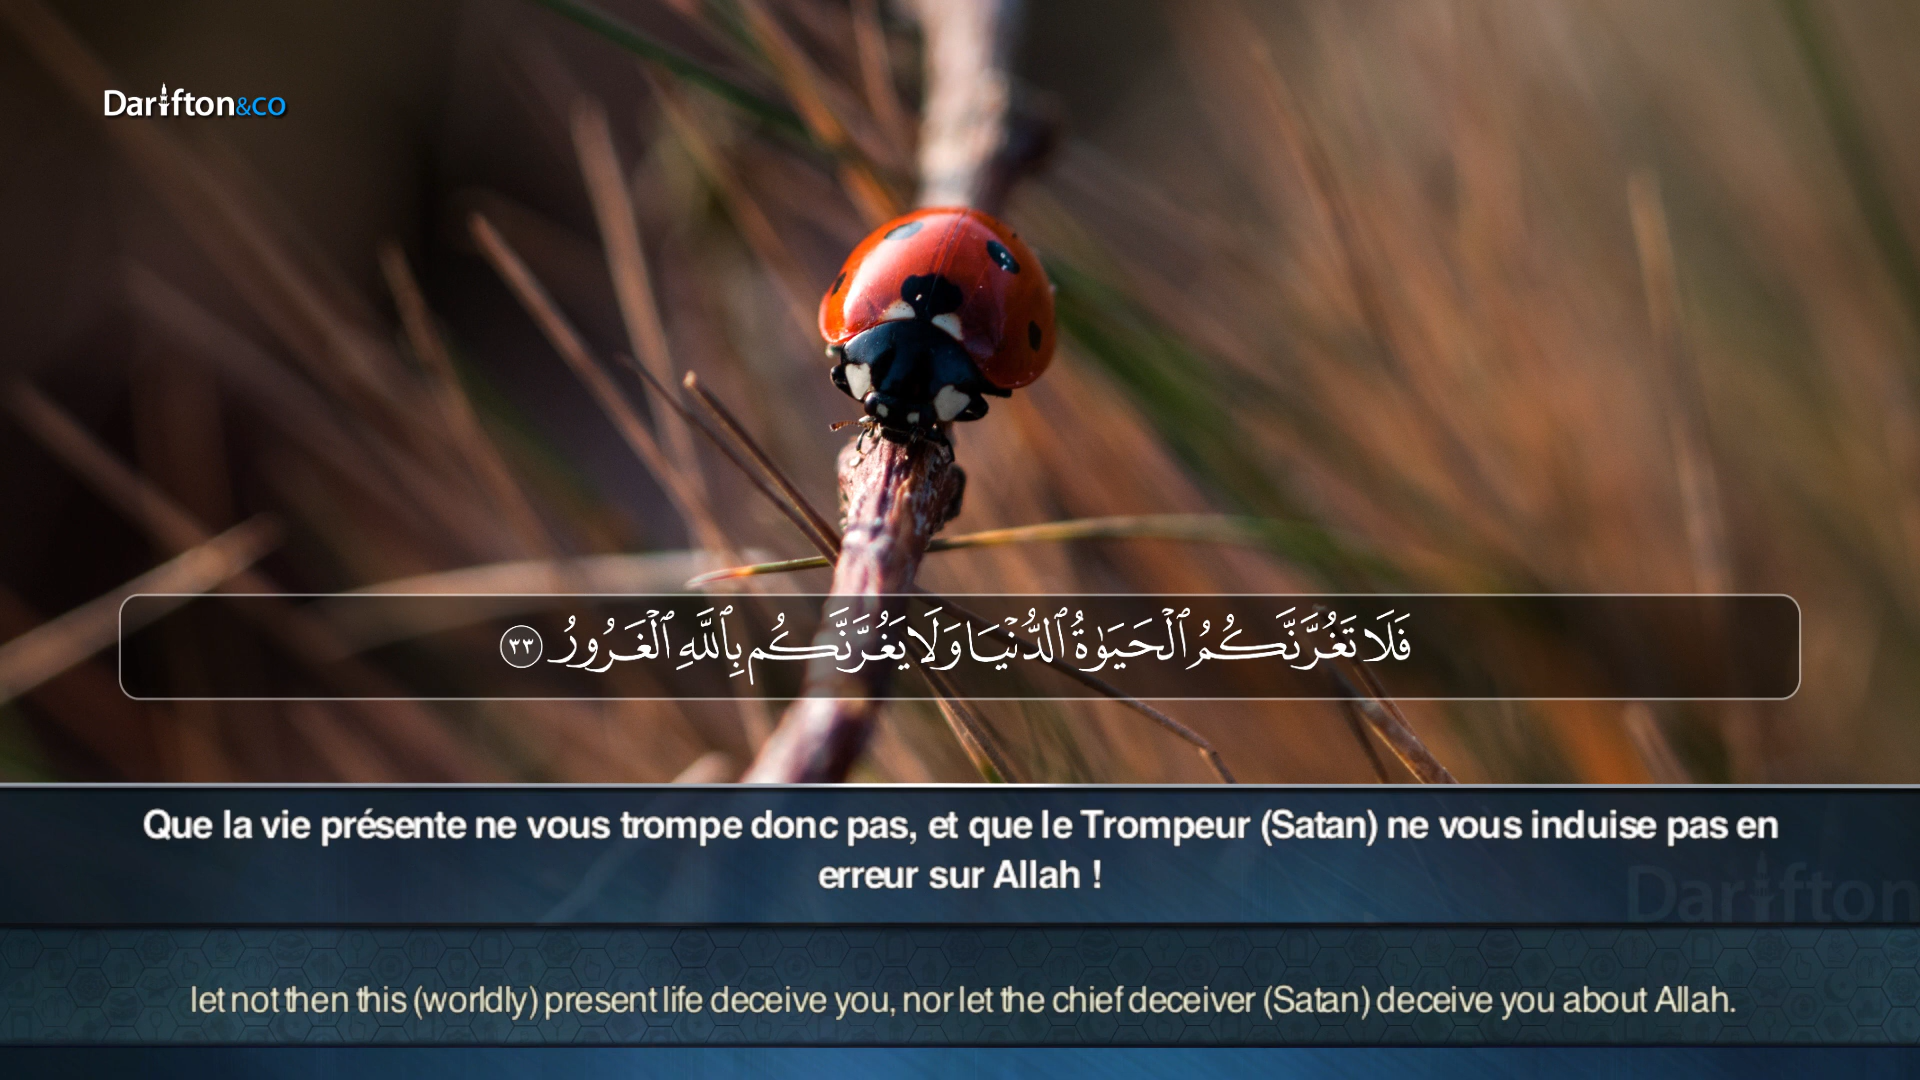 Darifton&co
فَلَا تَغُرَّنَّكُمُ ٱلْحَيَوٰةُ ٱلدُّنْيَا وَلَا يَغُرَّنَّكُم بِٱللَّهِ ٱلْغَرُورُ ٣٣
Que la vie présente ne vous trompe donc pas, et que le Trompeur (Satan) ne vous induise pas en
erreur sur Allah !
Darifton
let not then this (worldly) present life deceive you, nor let the chief deceiver (Satan) deceive you about Allah.